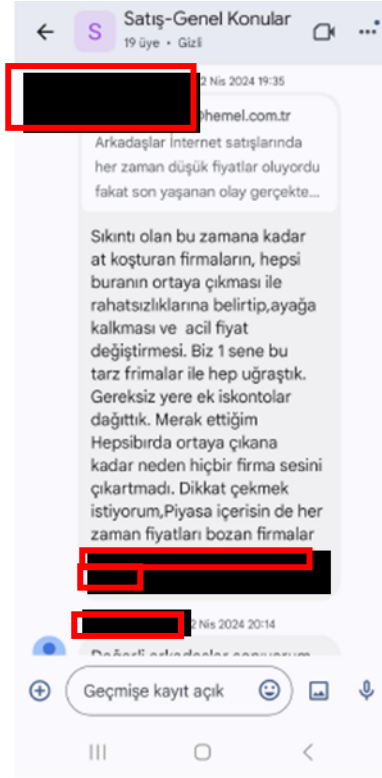 Satış-Genel Konular
S
19 üye • Gizli
2 Nis 2024 19:35
@hemel.com.tr
Arkadaşlar İnternet satışlarında
her zaman düşük fiyatlar oluyordu
fakat son yaşanan olay gerçekte...
Sıkıntı olan bu zamana kadar
at koşturan firmaların, hepsi
buranın ortaya çıkması ile
rahatsızlıklarına belirtip,ayağa
kalkması ve acil fiyat
değiştirmesi. Biz 1 sene bu
tarz frimalar ile hep uğraştık.
Gereksiz yere ek iskontolar
dağıttık. Merak ettiğim
Hepsibırda ortaya çıkana
kadar neden hiçbir firma sesini
çıkartmadı. Dikkat çekmek
istiyorum,Piyasa içerisin de her
zaman fiyatları bozan firmalar
2 Nis 2024 20:14
Değerli arkadaşlar sanıyorum
Geçmişe kayıt açık